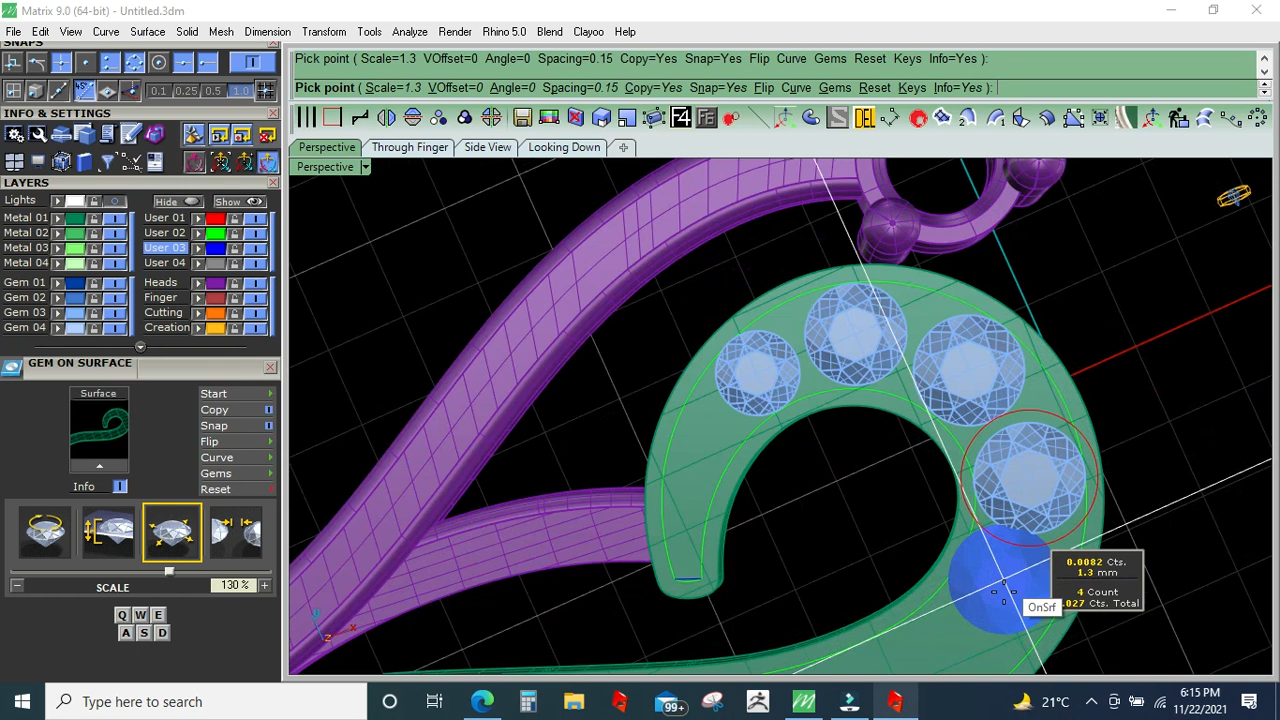 Matrix 9.0 (64-bit) - Untitled.3dm
File Edit View Curve Surface Solid Mesh Dimension Transform Tools Analyze Render Rhino 5.0 Blend Clayoo Help
SNAPS
Pick point ( Scale=1.3 VOffset=0 Angle=0 Spacing=0.15 Copy=Yes Snap=Yes Flip Curve Gems Reset Keys Info=Yes ):
Pick point ( Scale=1.3 VOffset=0 Angle=0 Spacing=0.15 Copy=Yes Snap=Yes Flip Curve Gems Reset Keys Info=Yes ):
45° 0.1 0.25 0.5 1.0
INFO & SETTINGS
F4 F6 DEL
Perspective Through Finger Side View Looking Down
Perspective
LAYERS
Lights Hide Show
Metal 01 User 01
Metal 02 User 02
Metal 03 User 03
Metal 04 User 04
Gem 01 Heads
Gem 02 Finger
Gem 03 Cutting
Gem 04 Creation
GEM ON SURFACE
Surface
Start
Copy
Snap
Flip
Curve
Gems
Reset
Info
SCALE
130 %
Q W E
A S D
z x
0.0082 Cts.
1.3 mm
4 Count
.027 Cts. Total
OnSrf
Type here to search
99+
21°C
6:15 PM
11/22/2021